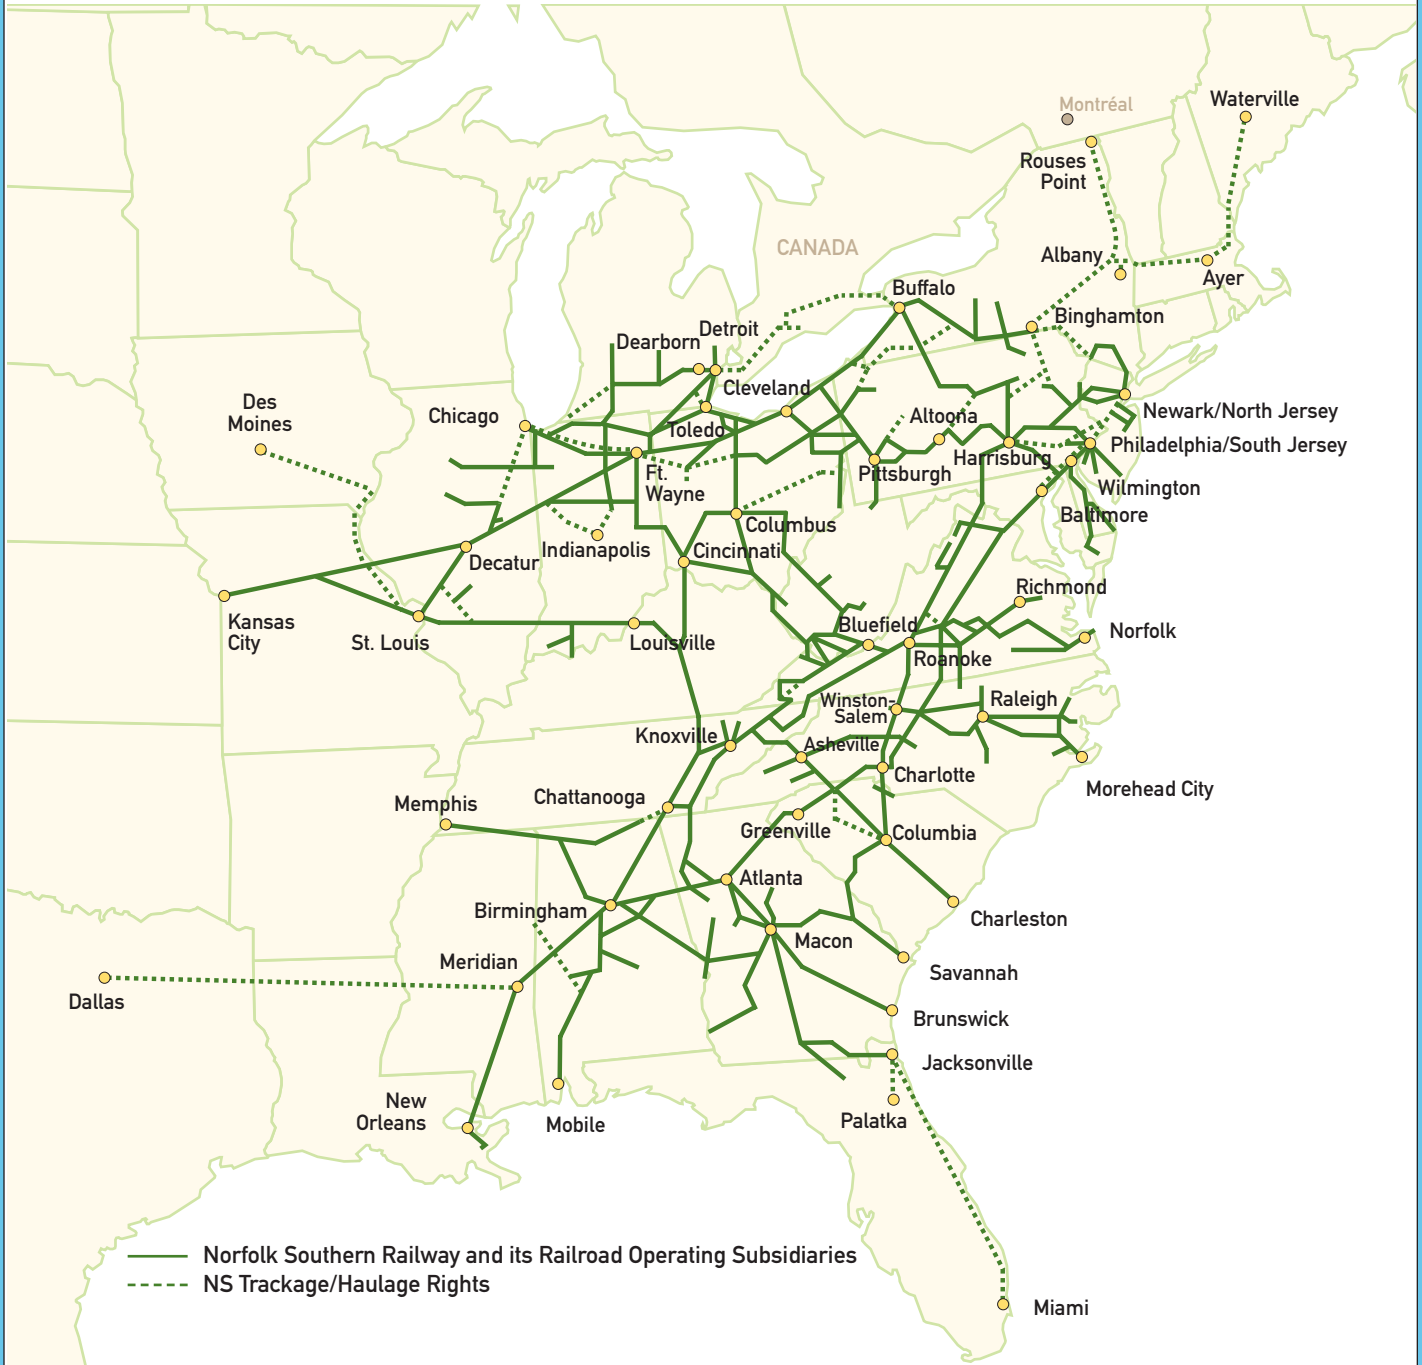 Montréal
Waterville
Rouses
Point
CANADA
Albany
Ayer
Buffalo
Binghamton
Detroit
Dearborn
Cleveland
Des
Moines
Chicago
Toledo
Altoona
Newark/North Jersey
Philadelphia/South Jersey
Harrisburg
Pittsburgh
Ft.
Wayne
Wilmington
Baltimore
Columbus
Indianapolis
Cincinnati
Decatur
Kansas
City
St. Louis
Louisville
Richmond
Bluefield
Norfolk
Roanoke
Winston-
Salem
Raleigh
Knoxville
Asheville
Charlotte
Morehead City
Memphis
Chattanooga
Greenville
Columbia
Atlanta
Birmingham
Charleston
Macon
Meridian
Savannah
Dallas
Brunswick
Jacksonville
New
Orleans
Mobile
Palatka
Norfolk Southern Railway and its Railroad Operating Subsidiaries
NS Trackage/Haulage Rights
Miami